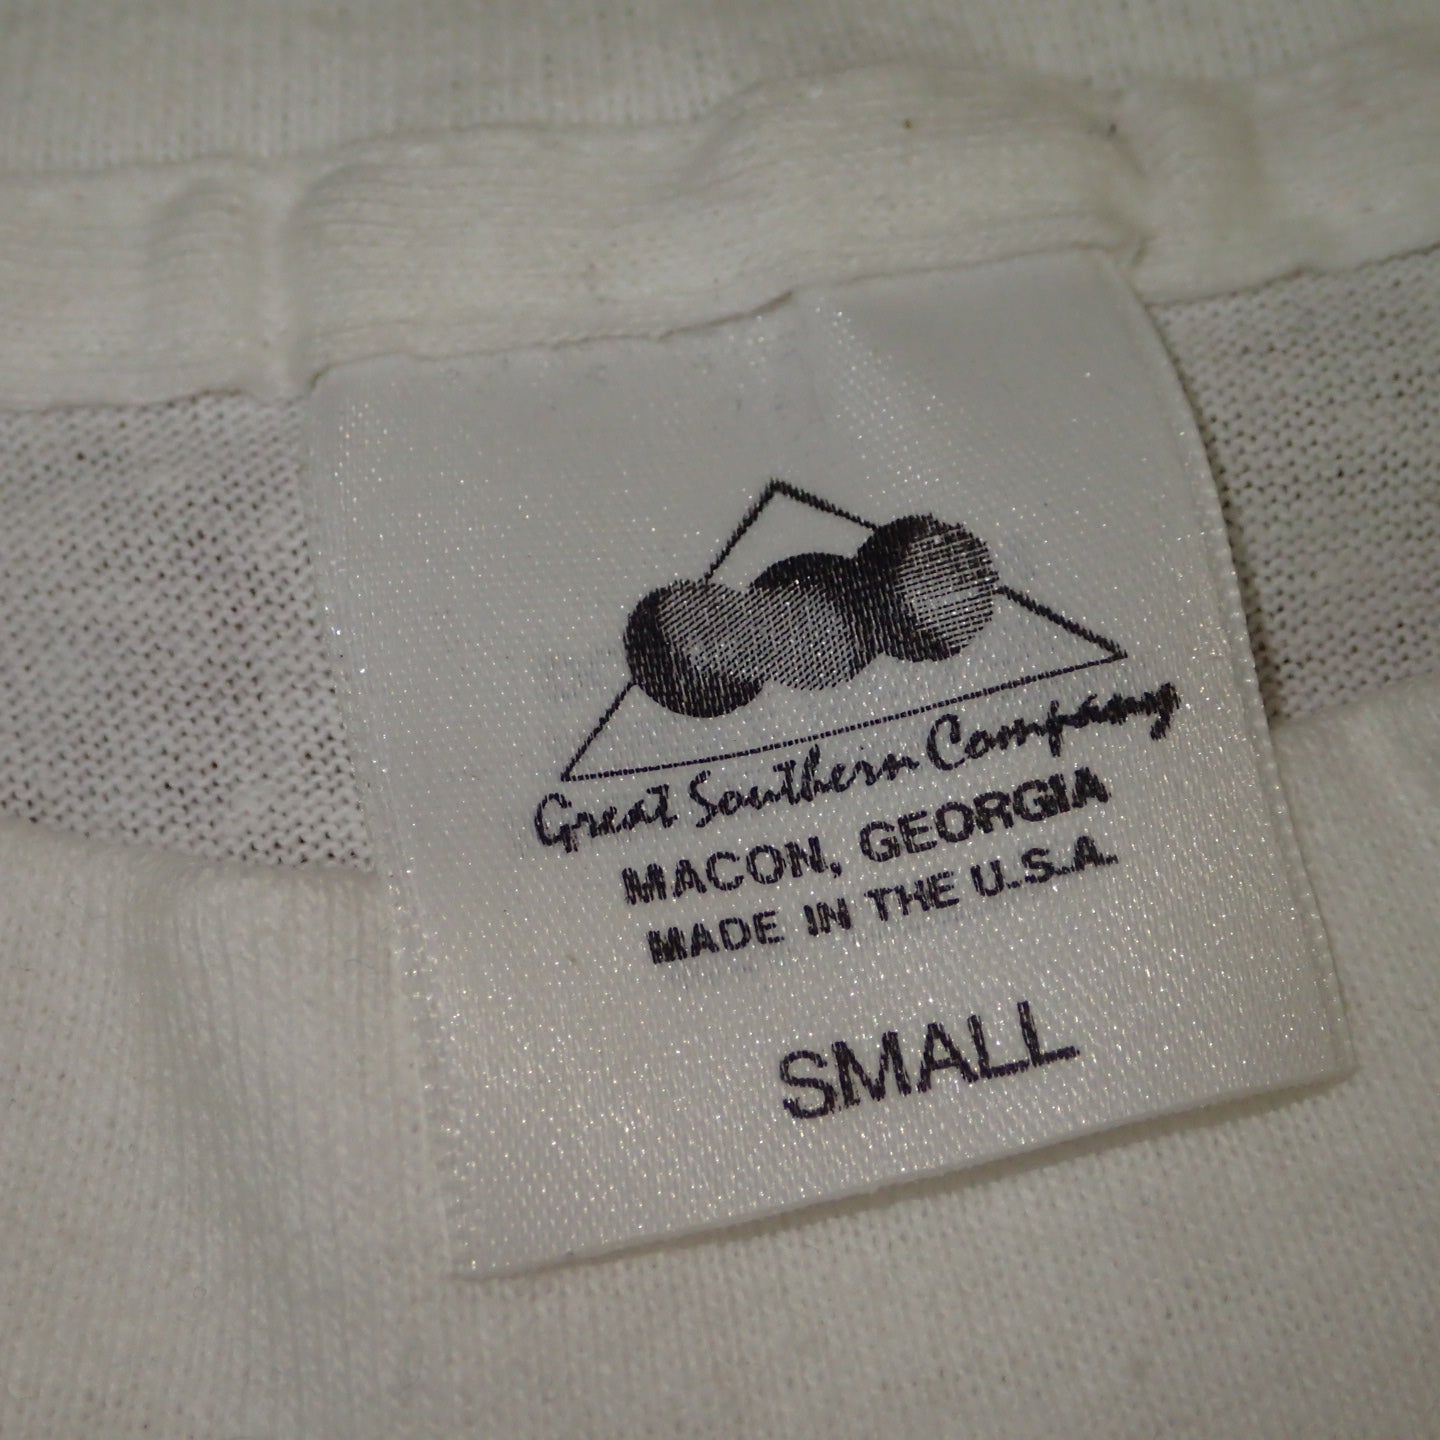 Great Southern Company
MACON, GEORGIA
MADE IN THE U.S.A.
SMALL